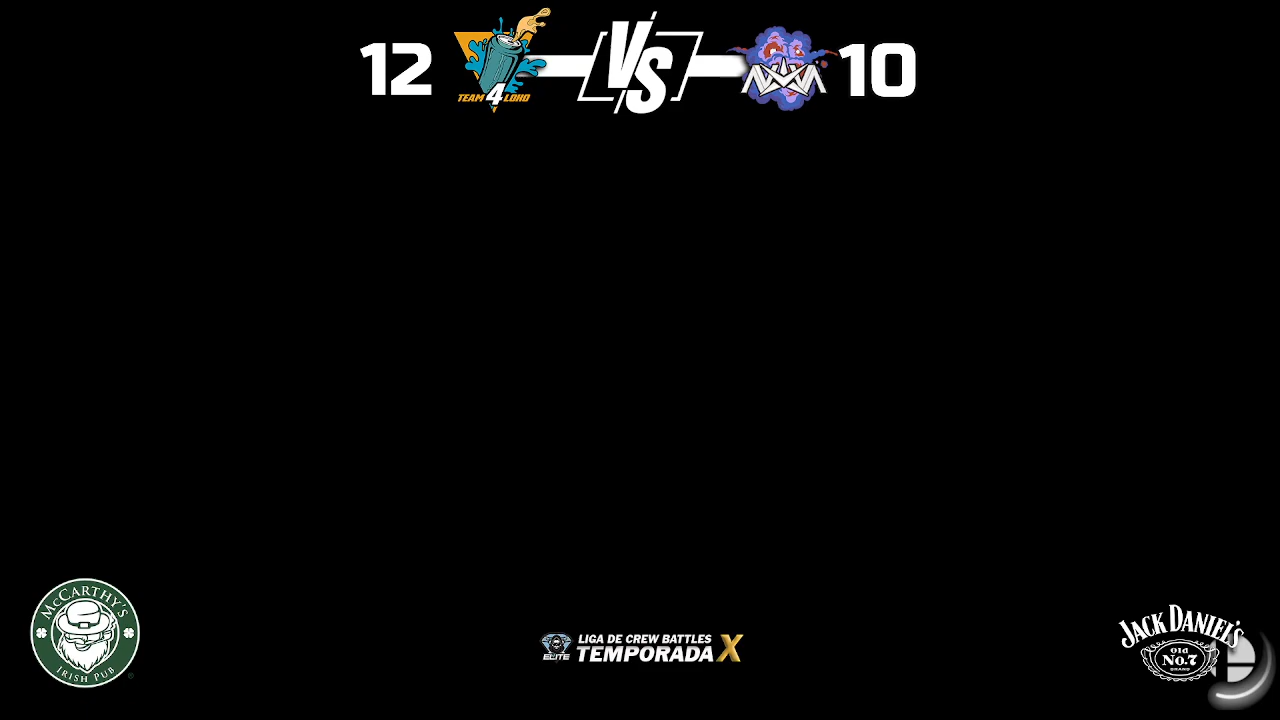 12
TEAM 4 LOKO
VS
10
McCARTHY'S
IRISH PUB
ELITE
LIGA DE CREW BATTLES
TEMPORADA X
JACK DANIEL'S
Old
No.7
BRAND